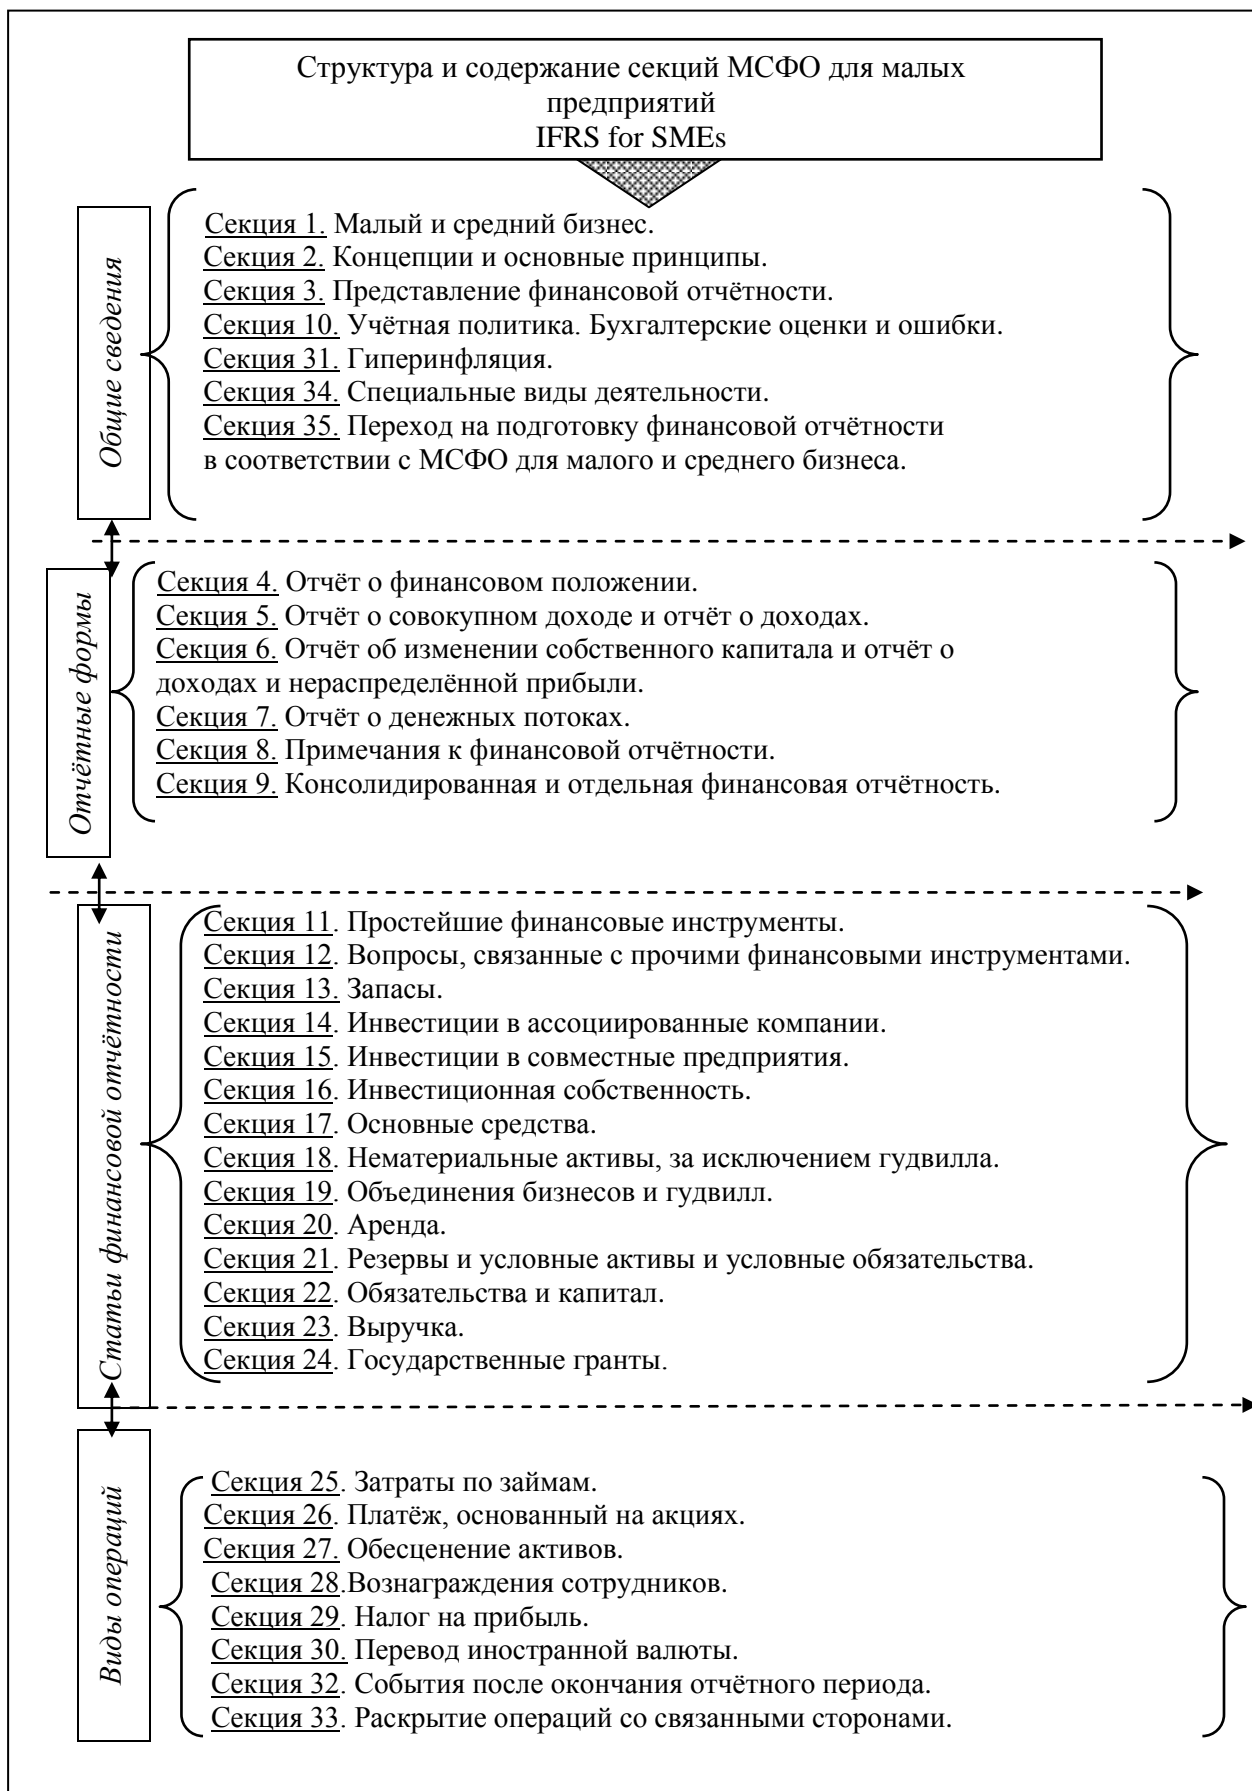 Структура и содержание секций МСФО для малых
предприятий
IFRS for SMEs
Общие сведения
Секция 1. Малый и средний бизнес.
Секция 2. Концепции и основные принципы.
Секция 3. Представление финансовой отчётности.
Секция 10. Учётная политика. Бухгалтерские оценки и ошибки.
Секция 31. Гиперинфляция.
Секция 34. Специальные виды деятельности.
Секция 35. Переход на подготовку финансовой отчётности
в соответствии с МСФО для малого и среднего бизнеса.
Отчётные формы
Секция 4. Отчёт о финансовом положении.
Секция 5. Отчёт о совокупном доходе и отчёт о доходах.
Секция 6. Отчёт об изменении собственного капитала и отчёт о
доходах и нераспределённой прибыли.
Секция 7. Отчёт о денежных потоках.
Секция 8. Примечания к финансовой отчётности.
Секция 9. Консолидированная и отдельная финансовая отчётность.
Статьи финансовой отчётности
Секция 11. Простейшие финансовые инструменты.
Секция 12. Вопросы, связанные с прочими финансовыми инструментами.
Секция 13. Запасы.
Секция 14. Инвестиции в ассоциированные компании.
Секция 15. Инвестиции в совместные предприятия.
Секция 16. Инвестиционная собственность.
Секция 17. Основные средства.
Секция 18. Нематериальные активы, за исключением гудвилла.
Секция 19. Объединения бизнесов и гудвилл.
Секция 20. Аренда.
Секция 21. Резервы и условные активы и условные обязательства.
Секция 22. Обязательства и капитал.
Секция 23. Выручка.
Секция 24. Государственные гранты.
Виды операций
Секция 25. Затраты по займам.
Секция 26. Платёж, основанный на акциях.
Секция 27. Обесценение активов.
Секция 28.Вознаграждения сотрудников.
Секция 29. Налог на прибыль.
Секция 30. Перевод иностранной валюты.
Секция 32. События после окончания отчётного периода.
Секция 33. Раскрытие операций со связанными сторонами.